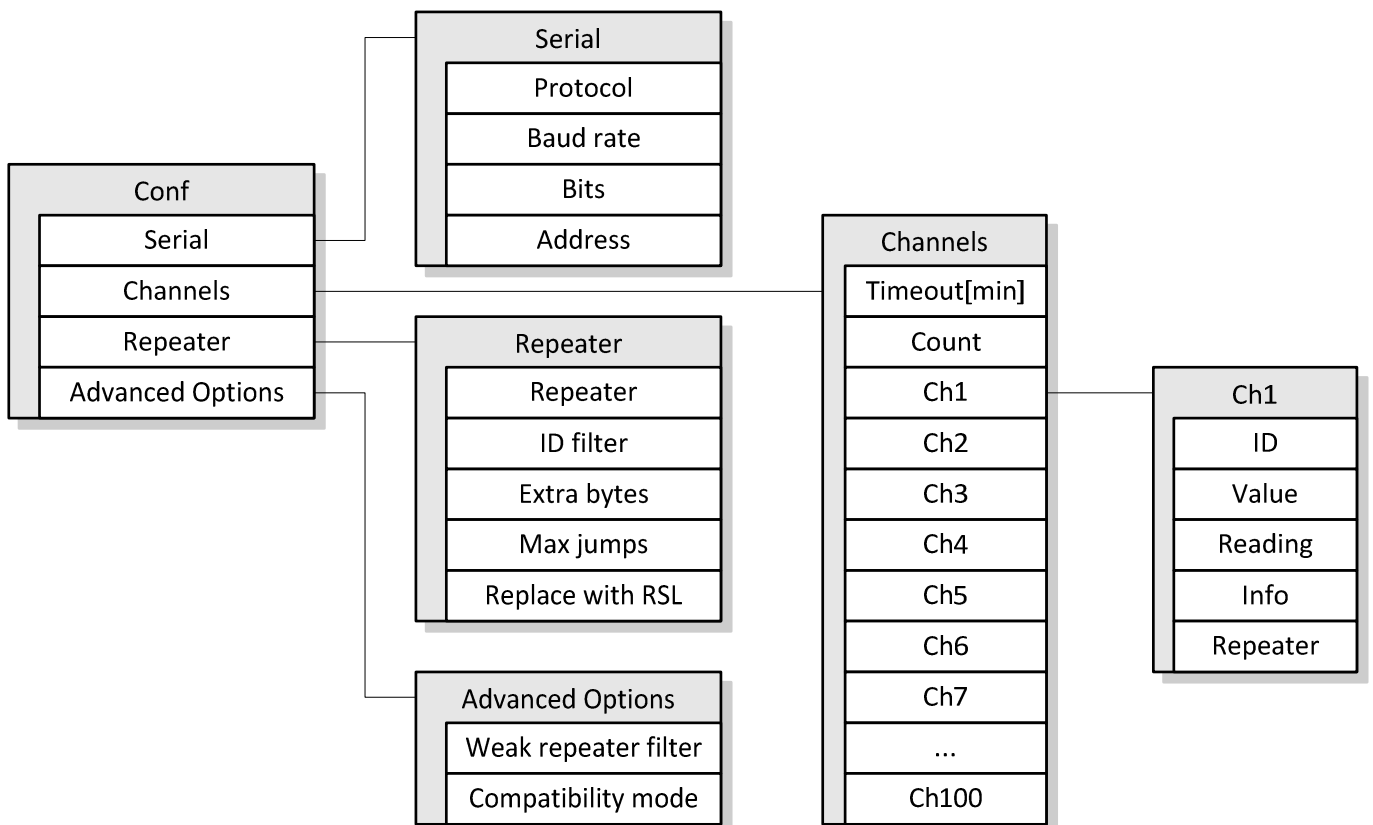 Conf
Serial
Channels
Repeater
Advanced Options
Serial
Protocol
Baud rate
Bits
Address
Repeater
Repeater
ID filter
Extra bytes
Max jumps
Replace with RSL
Advanced Options
Weak repeater filter
Compatibility mode
Channels
Timeout[min]
Count
Ch1
Ch2
Ch3
Ch4
Ch5
Ch6
Ch7
...
Ch100
Ch1
ID
Value
Reading
Info
Repeater